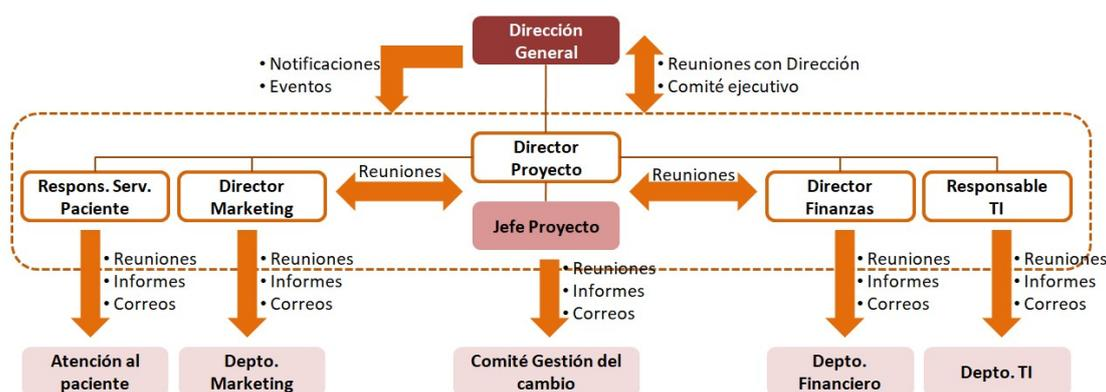 Dirección
General
• Notificaciones
• Eventos
• Reuniones con Dirección
• Comité ejecutivo
Director
Proyecto
Respons. Serv.
Paciente
Director
Marketing
Reuniones
Jefe Proyecto
Reuniones
Director
Finanzas
Responsable
TI
• Reuniones
• Informes
• Correos
• Reuniones
• Informes
• Correos
• Reuniones
• Informes
• Correos
• Reuniones
• Informes
• Correos
• Reuniones
• Informes
• Correos
Atención al
paciente
Depto.
Marketing
Comité Gestión del
cambio
Depto.
Financiero
Depto. TI